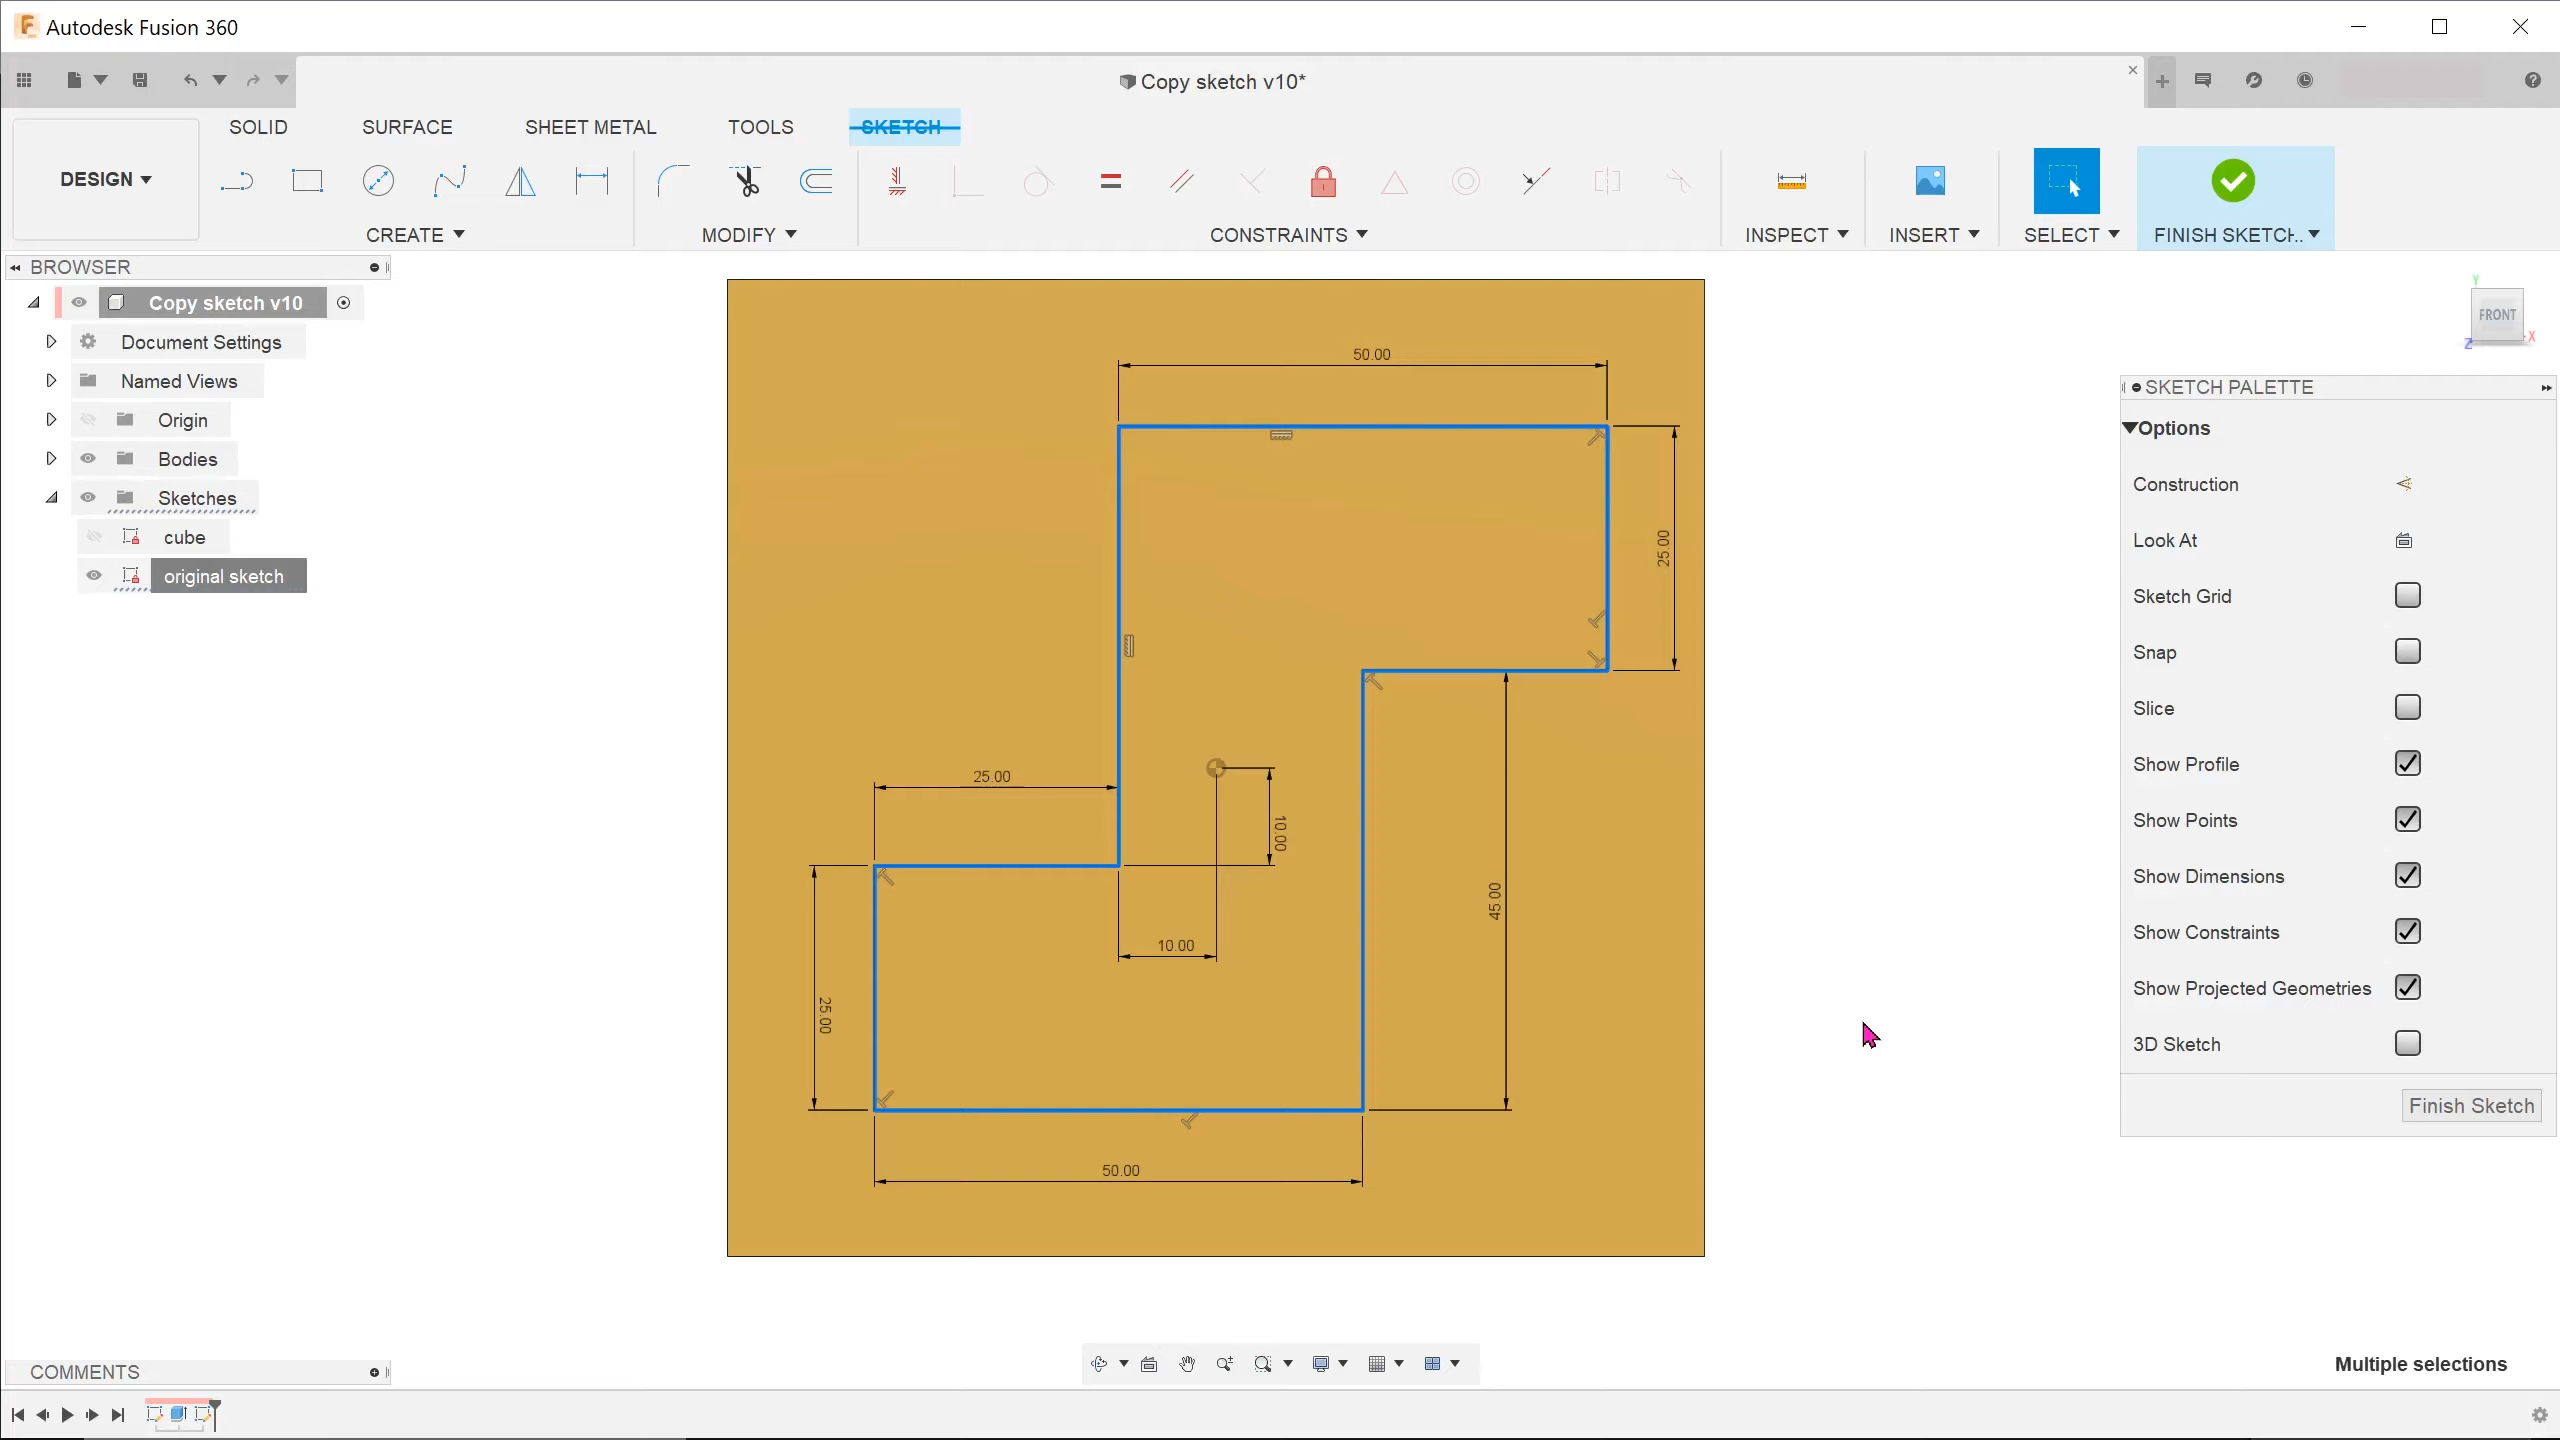 Autodesk Fusion 360
Copy sketch v10*
SOLID
SURFACE
SHEET METAL
TOOLS
SKETCH
DESIGN
CREATE
MODIFY
CONSTRAINTS
INSPECT
INSERT
SELECT
FINISH SKETCH..
BROWSER
Copy sketch v10
Document Settings
Named Views
Origin
Bodies
Sketches
cube
original sketch
50.00
25.00
25.00
10.00
45.00
10.00
25.00
50.00
Y
FRONT
X
Z
SKETCH PALETTE
Options
Construction
Look At
Sketch Grid
Snap
Slice
Show Profile
Show Points
Show Dimensions
Show Constraints
Show Projected Geometries
3D Sketch
Finish Sketch
COMMENTS
Multiple selections